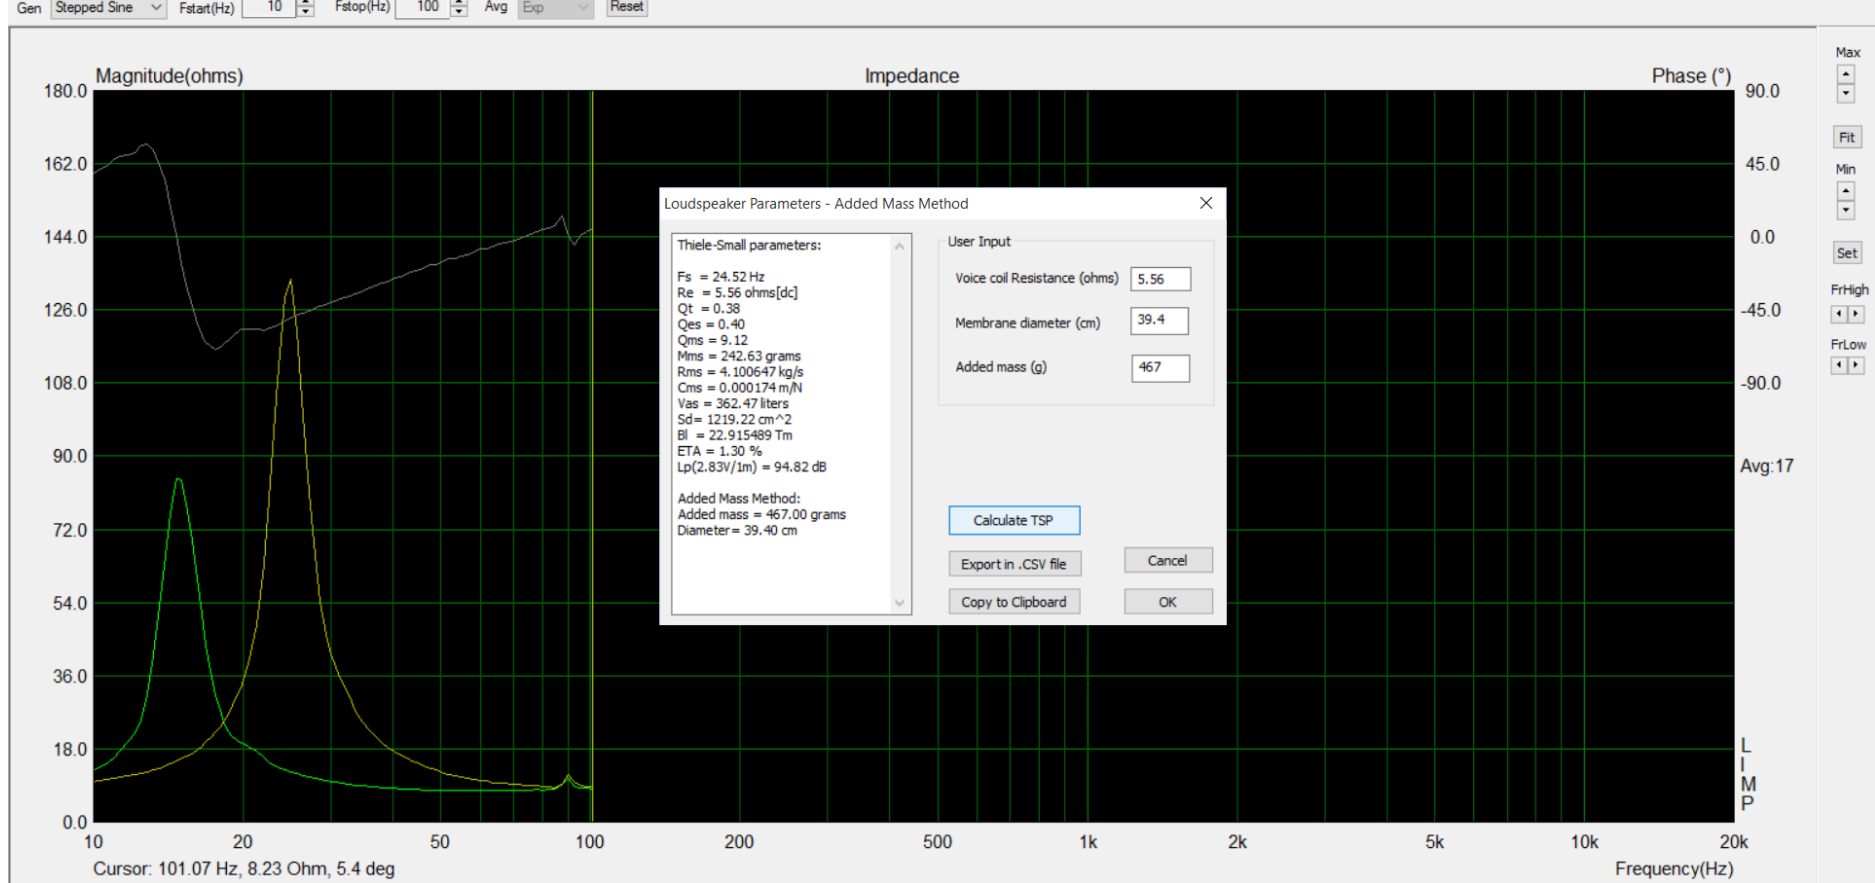 Gen Stepped Sine Fstart(Hz) 10 Fstop(Hz) 100 Avg Exp Reset
Magnitude(ohms) Impedance Phase (°)
180.0
162.0
144.0
126.0
108.0
90.0
72.0
54.0
36.0
18.0
0.0
10 20 50 100 200 500 1k 2k 5k 10k 20k
Cursor: 101.07 Hz, 8.23 Ohm, 5.4 deg
Frequency(Hz)
Loudspeaker Parameters - Added Mass Method
Thiele-Small parameters:
Fs = 24.52 Hz
Re = 5.56 ohms[dc]
Qt = 0.38
Qes = 0.40
Qms = 9.12
Mms = 242.63 grams
Rms = 4.100647 kg/s
Cms = 0.000174 m/N
Vas = 362.47 liters
Sd= 1219.22 cm^2
Bl = 22.915489 Tm
ETA = 1.30 %
Lp(2.83V/1m) = 94.82 dB
Added Mass Method:
Added mass = 467.00 grams
Diameter= 39.40 cm
User Input
Voice coil Resistance (ohms) 5.56
Membrane diameter (cm) 39.4
Added mass (g) 467
Calculate TSP
Export in .CSV file
Cancel
Copy to Clipboard
OK
90.0
45.0
0.0
-45.0
-90.0
Avg:17
L
I
M
P
Max
Fit
Min
Set
FrHigh
FrLow